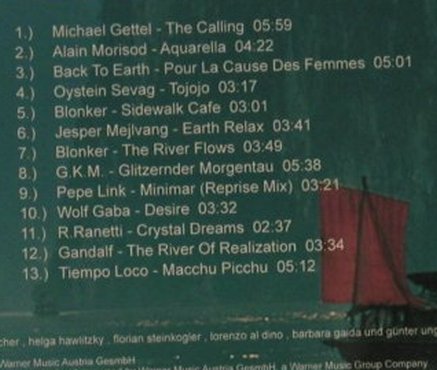 1.) Michael Gettel - The Calling 05:59
2.) Alain Morisod - Aquarella 04:22
3.) Back To Earth - Pour La Cause Des Femmes 05:01
4.) Oystein Sevag - Tojojo 03:17
5.) Blonker - Sidewalk Cafe 03:01
6.) Jesper Mejlvang - Earth Relax 03:41
7.) Blonker - The River Flows 03:49
8.) G.K.M. - Glitzernder Morgentau 05:38
9.) Pepe Link - Minimar (Reprise Mix) 03:21
10.) Wolf Gaba - Desire 03:32
11.) R.Ranetti - Crystal Dreams 02:37
12.) Gandalf - The River Of Realization 03:34
13.) Tiempo Loco - Macchu Picchu 05:12
cher , helga hawlitzky , florian steinkogler , lorenzo al dino , barbara gaida und günter ung
Warner Music Austria GesmbH
by Warner Music Austria GesmbH, a Warner Music Group Company